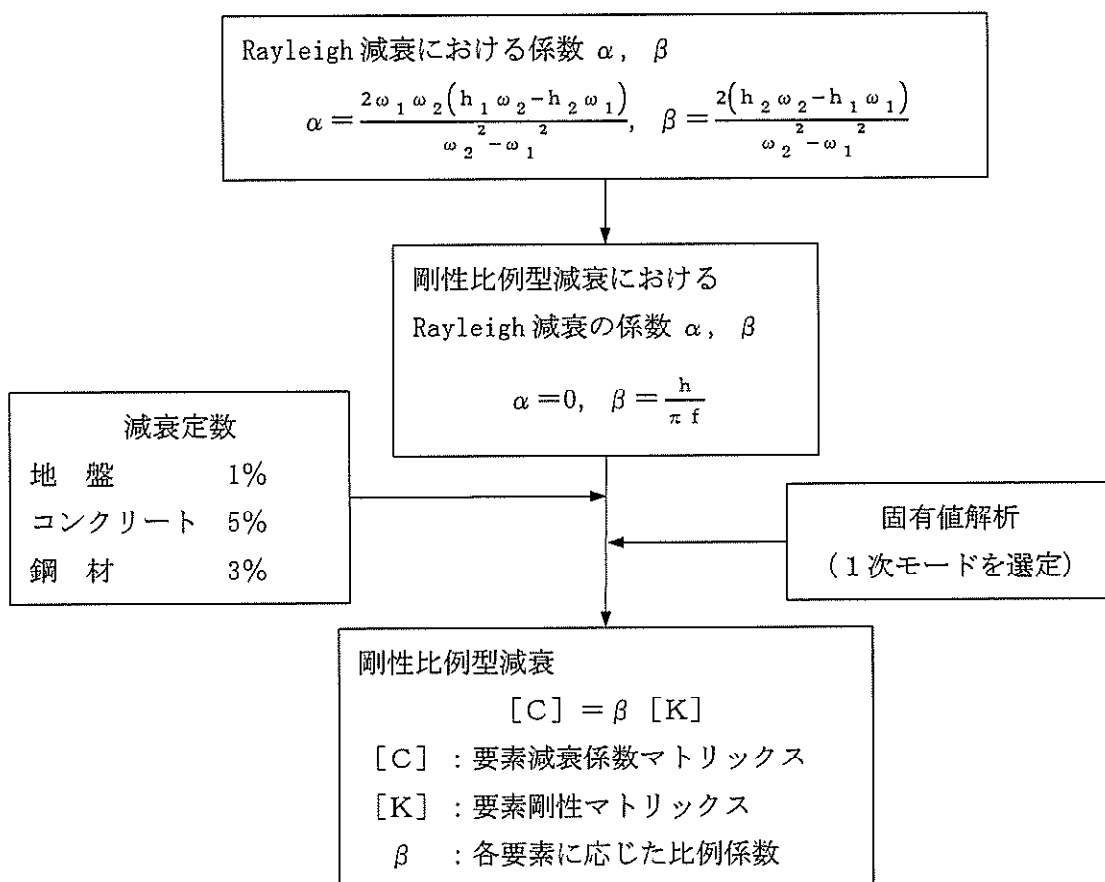 Rayleigh 減衰における係数 α, β
α=2ω₁ω₂(h₁ω₂-h₂ω₁)/(ω₂²-ω₁²), β=2(h₂ω₂-h₁ω₁)/(ω₂²-ω₁²)
剛性比例型減衰における
Rayleigh 減衰の係数 α, β
α=0, β=h/(πf)
減衰定数
地 盤 1%
コンクリート 5%
鋼 材 3%
固有値解析
(1次モードを選定)
剛性比例型減衰
[C]=β [K]
[C] :要素減衰係数マトリックス
[K] :要素剛性マトリックス
β :各要素に応じた比例係数